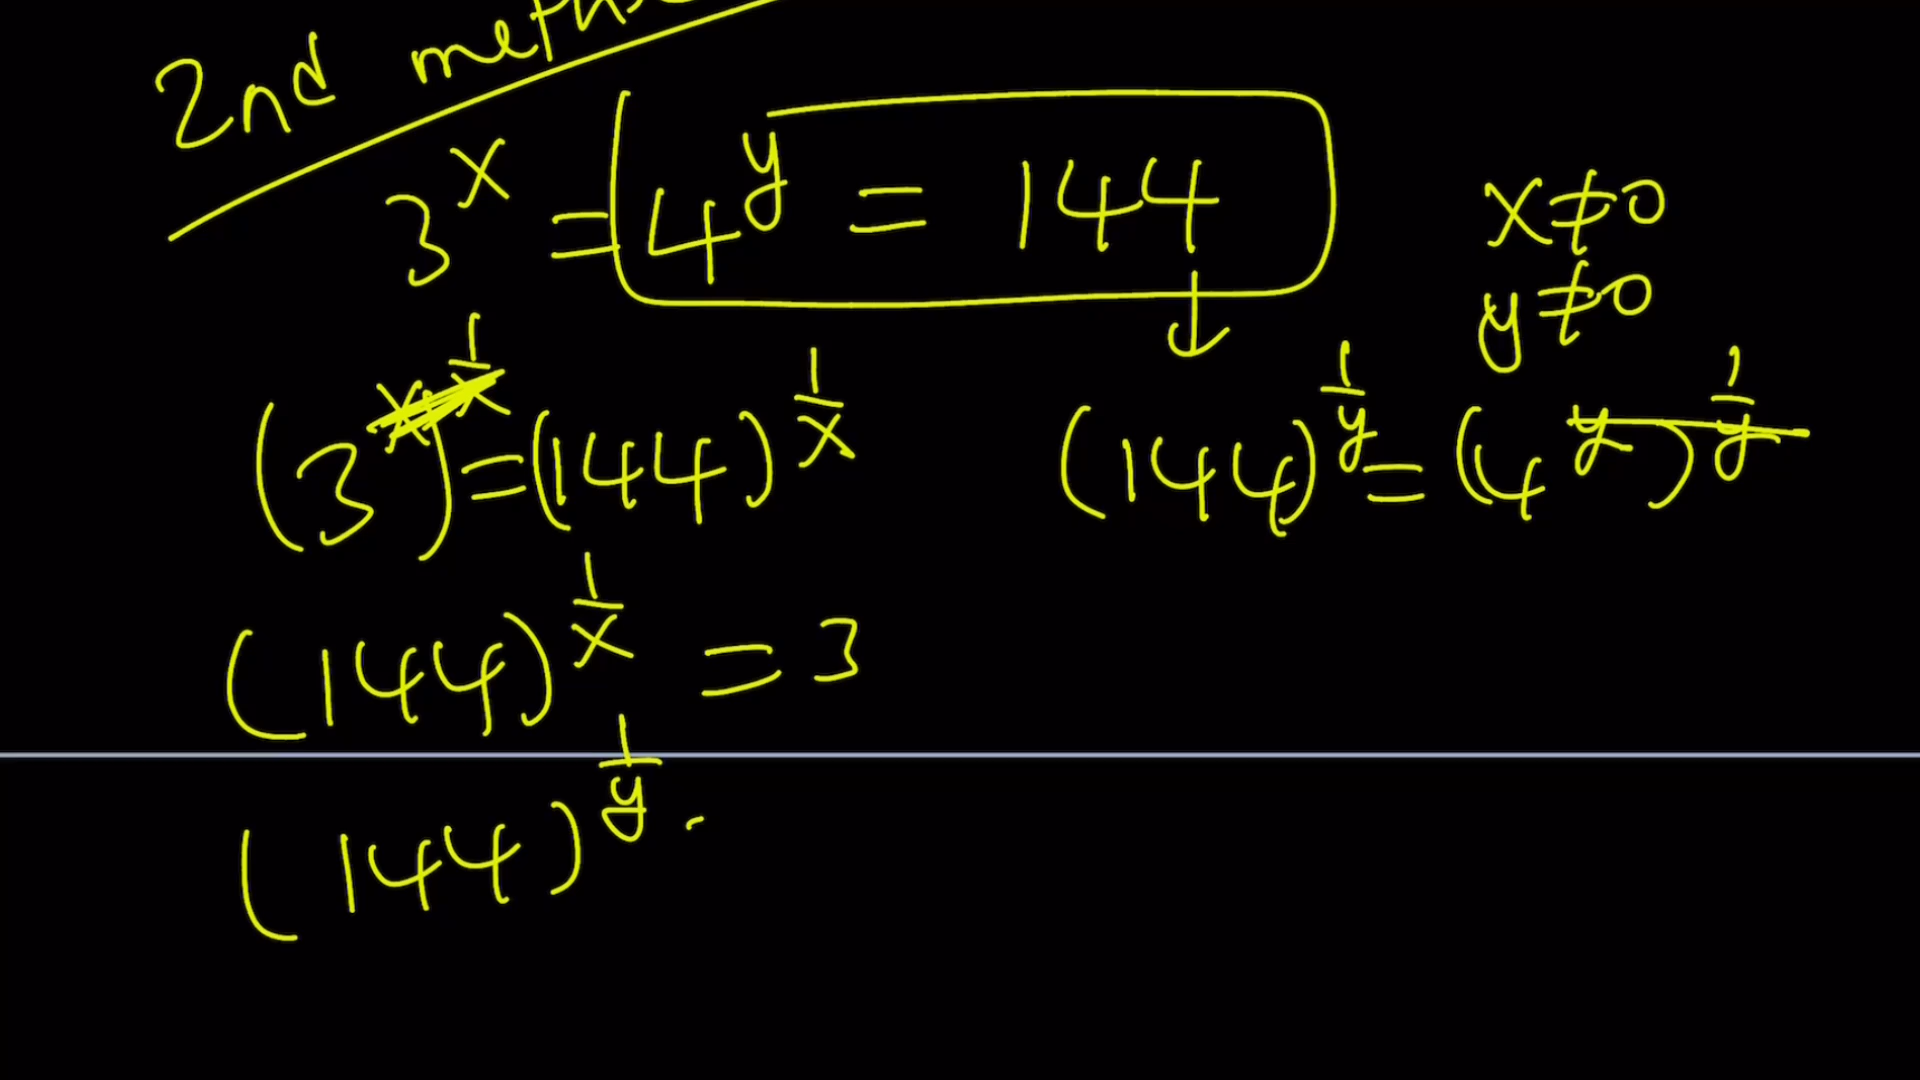 2nd
3^x = 4^y = 144
x ≠ 0
y ≠ 0
(3^x)^(1/x) = (144)^(1/x)
(144)^(1/y) = (4^y)^(1/y)
(144)^(1/x) = 3
(144)^(1/y)